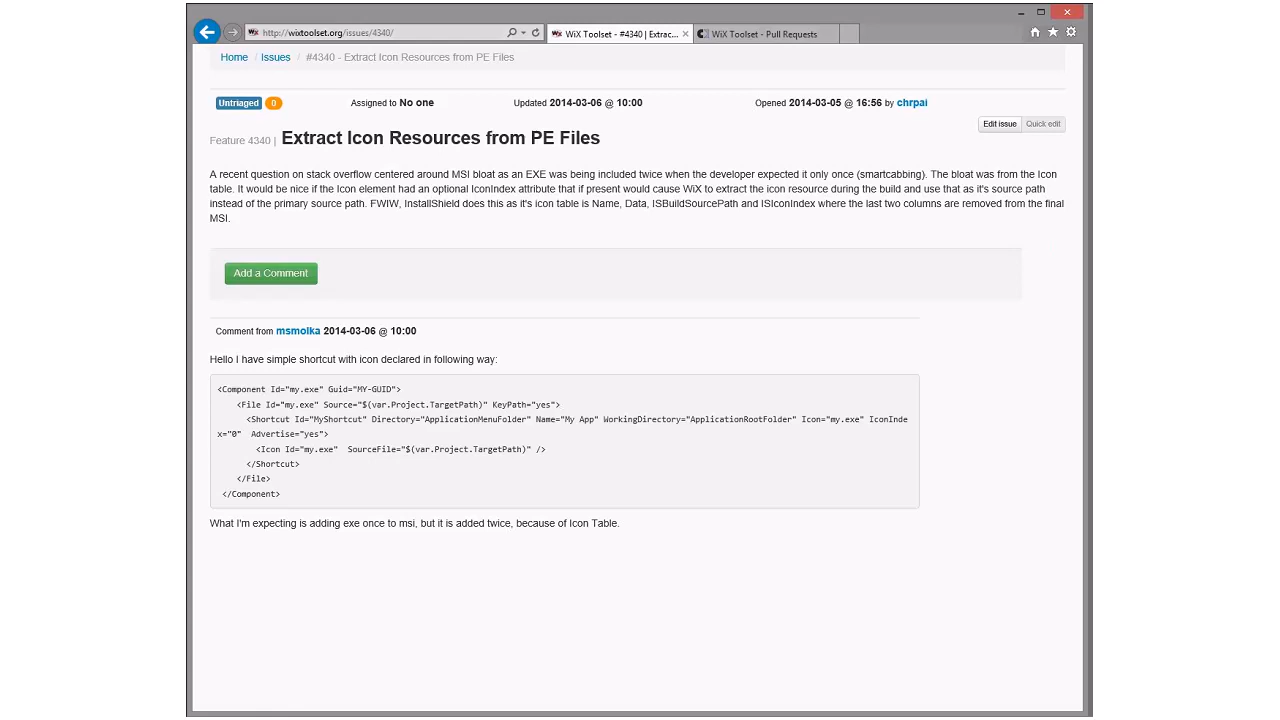 http://wixtoolset.org/issues/4340/
WiX Toolset - #4340 | Extrac...
WiX Toolset - Pull Requests
Home / Issues / #4340 - Extract Icon Resources from PE Files
Untriaged 0 Assigned to No one Updated 2014-03-06 @ 10:00 Opened 2014-03-05 @ 16:56 by chrpai
Edit issue Quick edit
Feature 4340 | Extract Icon Resources from PE Files
A recent question on stack overflow centered around MSI bloat as an EXE was being included twice when the developer expected it only once (smartcabbing). The bloat was from the Icon
table. It would be nice if the Icon element had an optional IconIndex attribute that if present would cause WiX to extract the icon resource during the build and use that as it's source path
instead of the primary source path. FWIW, InstallShield does this as it's icon table is Name, Data, ISBuildSourcePath and ISIconIndex where the last two columns are removed from the final
MSI.
Add a Comment
Comment from msmolka 2014-03-06 @ 10:00
Hello I have simple shortcut with icon declared in following way:
<Component Id="my.exe" Guid="MY-GUID">
<File Id="my.exe" Source="$(var.Project.TargetPath)" KeyPath="yes">
<Shortcut Id="MyShortcut" Directory="ApplicationMenuFolder" Name="My App" WorkingDirectory="ApplicationRootFolder" Icon="my.exe" IconInde
x="0" Advertise="yes">
<Icon Id="my.exe" SourceFile="$(var.Project.TargetPath)" />
</Shortcut>
</File>
</Component>
What I'm expecting is adding exe once to msi, but it is added twice, because of Icon Table.